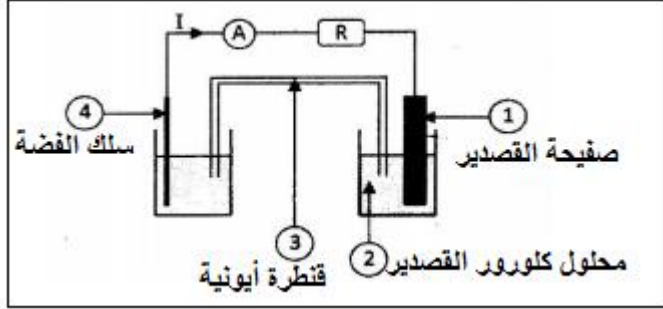 I
A
R
4
1
سلك الفضة
صفيحة القصدير
3
2
قنطرة أيونية
محلول كلورور القصدير